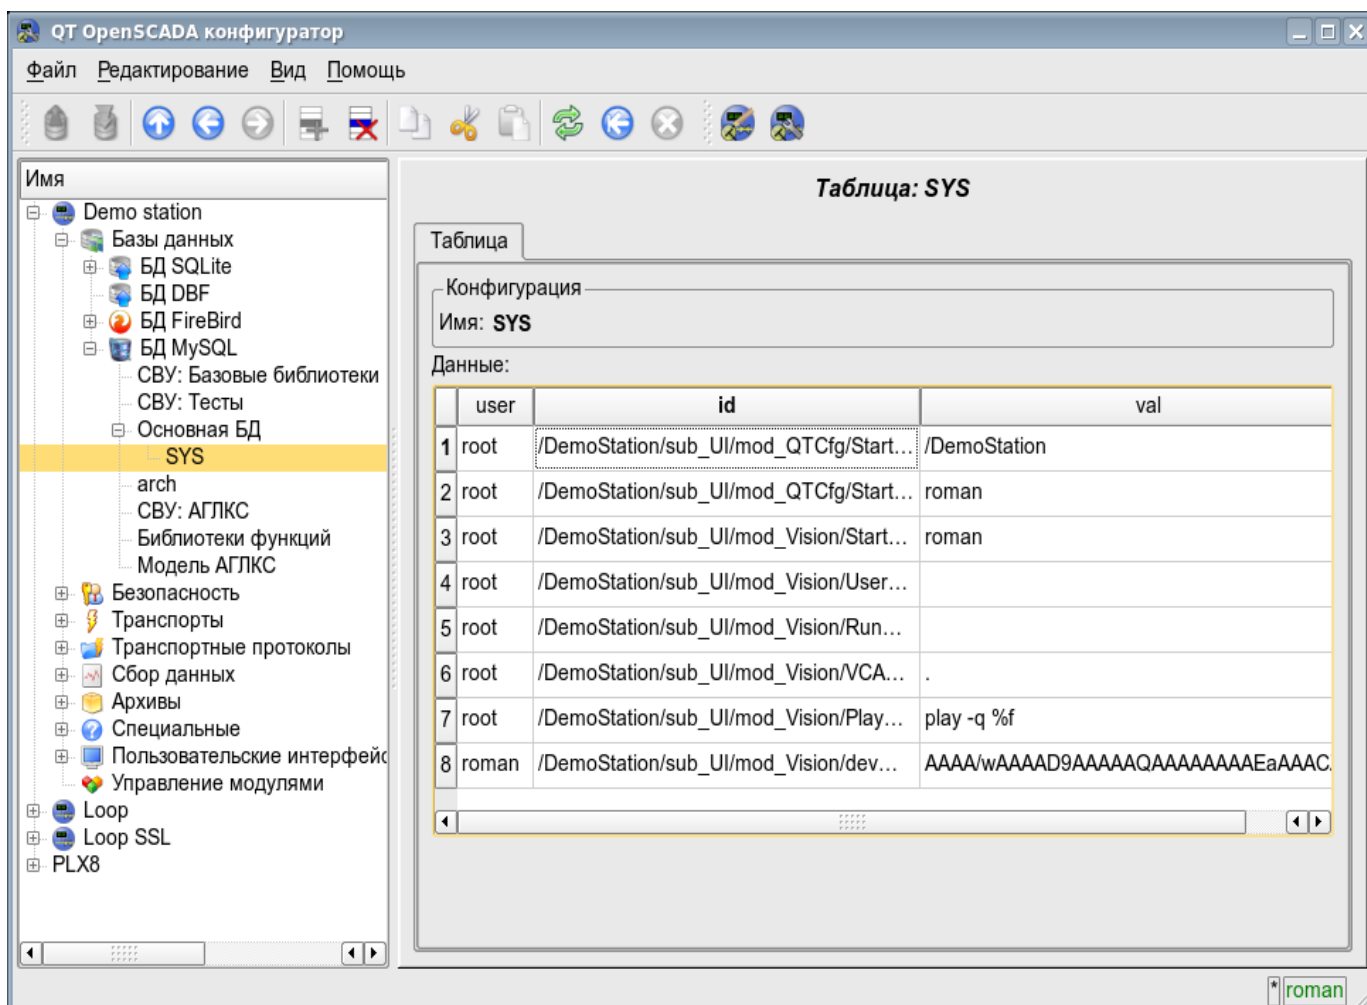 QT OpenSCADA конфигуратор
Файл Редактирование Вид Помощь
Имя
Demo station
Базы данных
БД SQLite
БД DBF
БД FireBird
БД MySQL
СВУ: Базовые библиотеки
СВУ: Тесты
Основная БД
SYS
arch
СВУ: АГЛКС
Библиотеки функций
Модель АГЛКС
Безопасность
Транспорты
Транспортные протоколы
Сбор данных
Архивы
Специальные
Пользовательские интерфейс
Управление модулями
Loop
Loop SSL
PLX8
Таблица: SYS
Таблица
Конфигурация
Имя: SYS
Данные:
user id val
1 root /DemoStation/sub_UI/mod_QTCfg/Start... /DemoStation
2 root /DemoStation/sub_UI/mod_QTCfg/Start... roman
3 root /DemoStation/sub_UI/mod_Vision/Start... roman
4 root /DemoStation/sub_UI/mod_Vision/User...
5 root /DemoStation/sub_UI/mod_Vision/Run...
6 root /DemoStation/sub_UI/mod_Vision/VCA... .
7 root /DemoStation/sub_UI/mod_Vision/Play... play -q %f
8 roman /DemoStation/sub_UI/mod_Vision/dev... AAAA/wAAAAD9AAAAAQAAAAAAAAEaAAAC
* roman